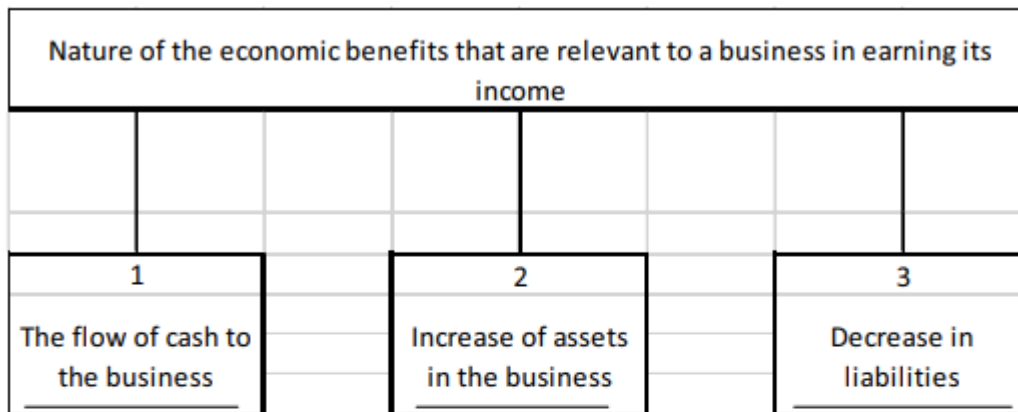 Nature of the economic benefits that are relevant to a business in earning its
income
1
The flow of cash to
the business
2
Increase of assets
in the business
3
Decrease in
liabilities